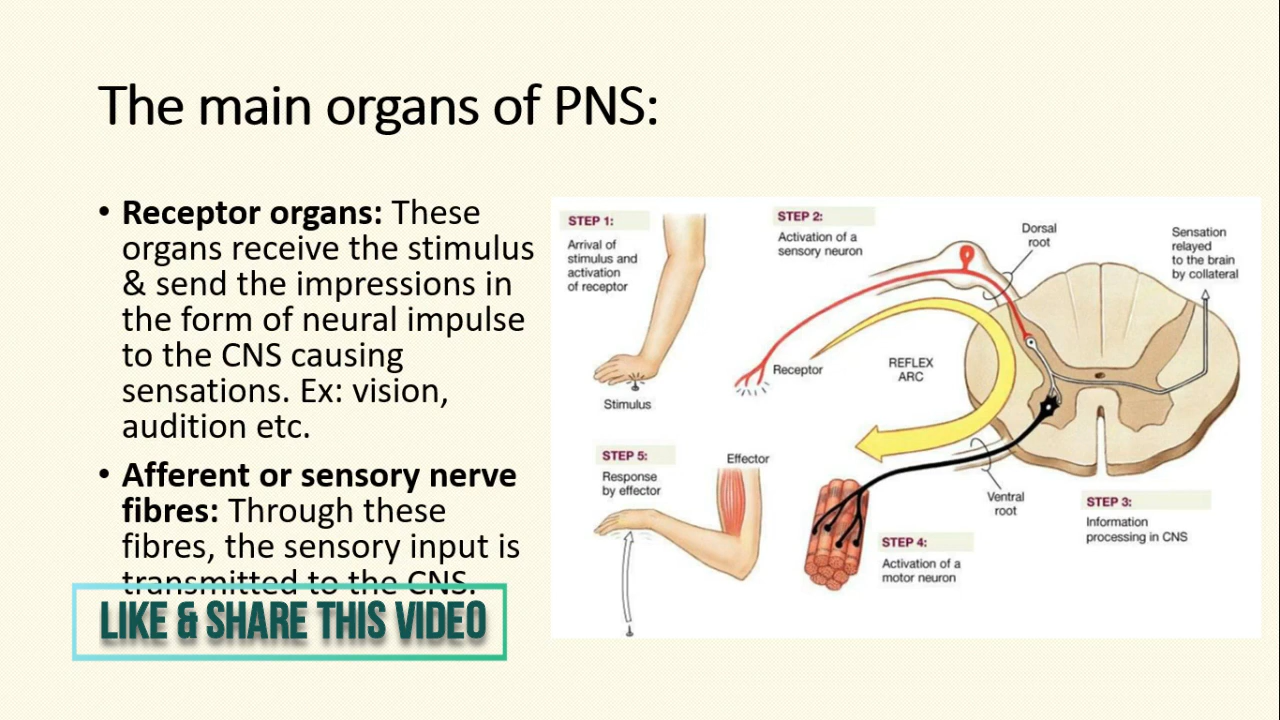 The main organs of PNS:
• Receptor organs: These
organs receive the stimulus
& send the impressions in
the form of neural impulse
to the CNS causing
sensations. Ex: vision,
audition etc.
• Afferent or sensory nerve
fibres: Through these
fibres, the sensory input is
transmitted to the CNS.
LIKE & SHARE THIS VIDEO
STEP 1:
Arrival of
stimulus and
activation
of receptor
Stimulus
STEP 2:
Activation of a
sensory neuron
Dorsal
root
Sensation
relayed
to the brain
by collateral
Receptor
REFLEX
ARC
STEP 5:
Response
by effector
Effector
Ventral
root
STEP 3:
Information
processing in CNS
STEP 4:
Activation of a
motor neuron